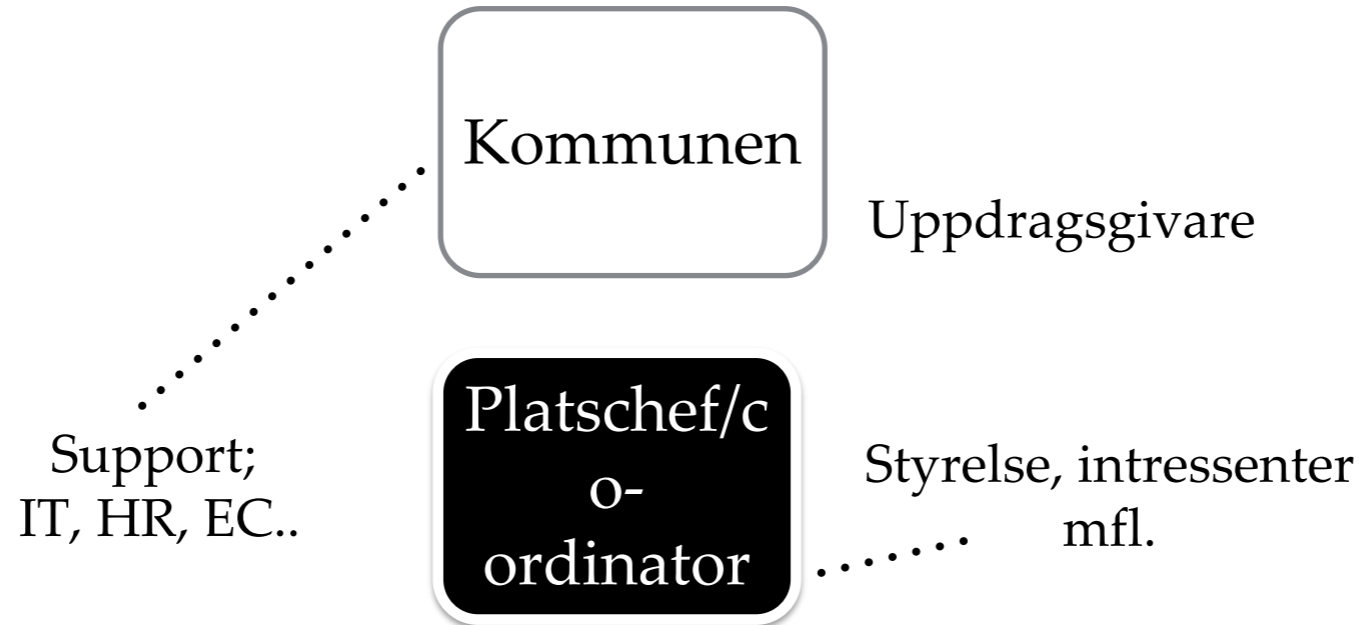 Kommunen
Uppdragsgivare
Platschef/c
o-
ordinator
Support;
IT, HR, EC..
Styrelse, intressenter
mfl.